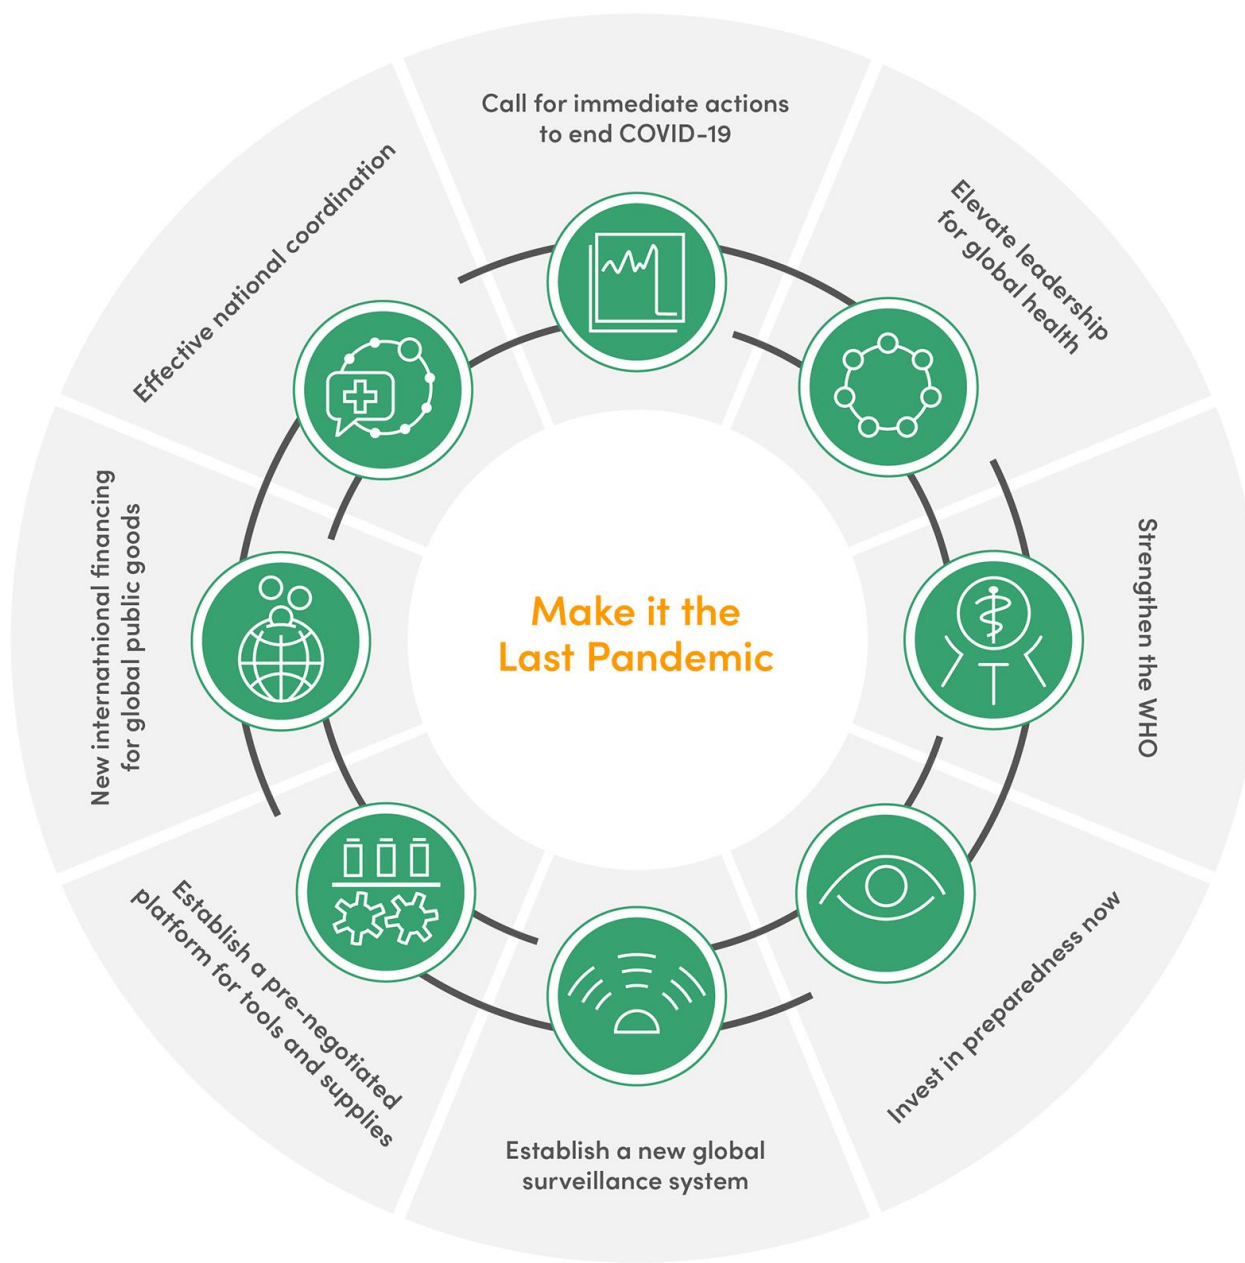 Call for immediate actions
to end COVID-19
Elevate leadership
for global health
Strengthen the WHO
Invest in preparedness now
Establish a new global
surveillance system
Establish a pre-negotiated
platform for tools and supplies
New internatnional financing
for global public goods
Effective national coordination
Make it the
Last Pandemic